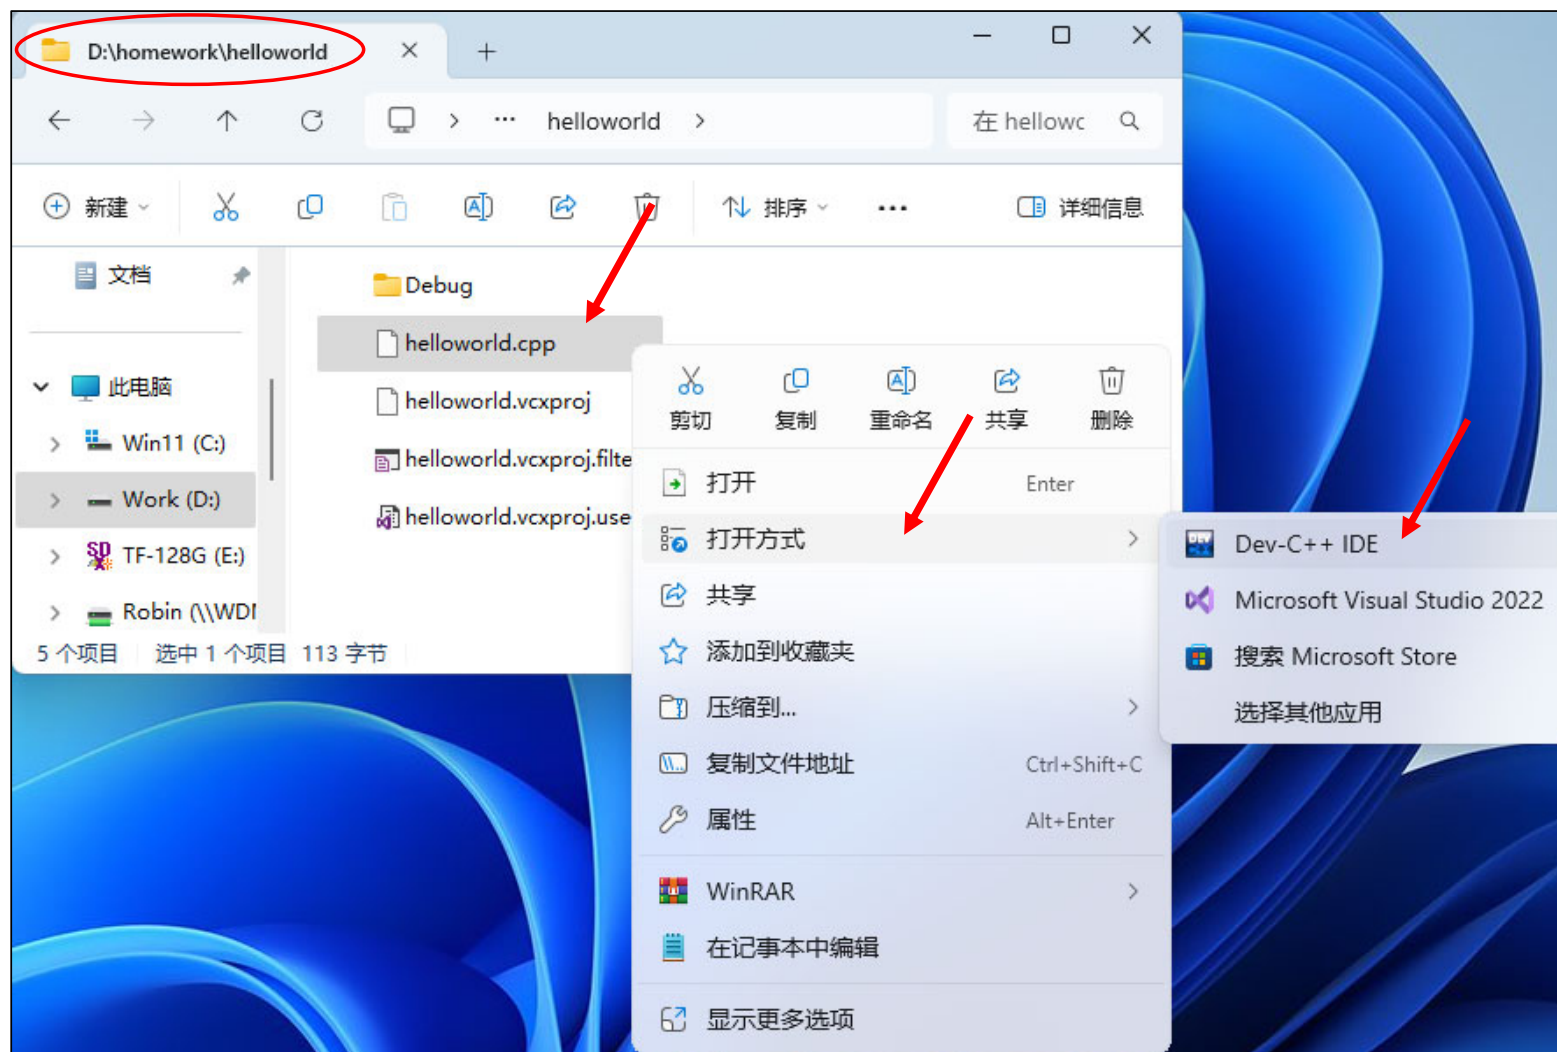 D:\homework\helloworld
helloworld
在 hellowc
新建
排序
详细信息
文档
此电脑
Win11 (C:)
Work (D:)
TF-128G (E:)
Robin (\\WDN
Debug
helloworld.cpp
helloworld.vcxproj
helloworld.vcxproj.filte
helloworld.vcxproj.use
5 个项目 选中 1 个项目 113 字节
剪切 复制 重命名 共享 删除
打开 Enter
打开方式
共享
添加到收藏夹
压缩到...
复制文件地址 Ctrl+Shift+C
属性 Alt+Enter
WinRAR
在记事本中编辑
显示更多选项
Dev-C++ IDE
Microsoft Visual Studio 2022
搜索 Microsoft Store
选择其他应用